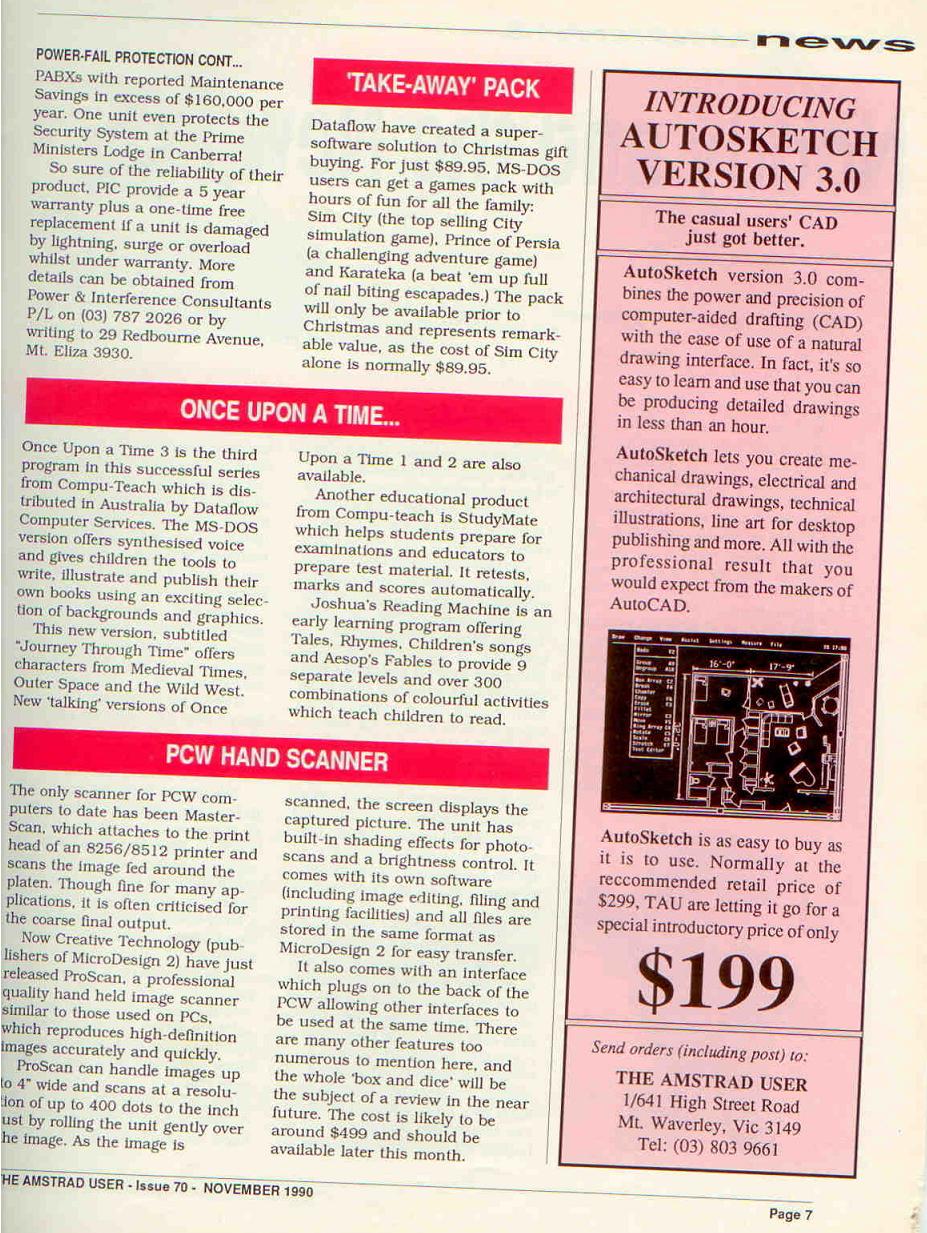 news
POWER-FAIL PROTECTION CONT...
PABXs with reported Maintenance
Savings in excess of $160,000 per
year. One unit even protects the
Security System at the Prime
Ministers Lodge in Canberra!
So sure of the reliability of their
product, PIC provide a 5 year
warranty plus a one-time free
replacement if a unit is damaged
by lightning, surge or overload
whilst under warranty. More
details can be obtained from
Power & Interference Consultants
P/L on (03) 787 2026 or by
writing to 29 Redbourne Avenue,
Mt. Eliza 3930.
'TAKE-AWAY' PACK
Dataflow have created a super-
software solution to Christmas gift
buying. For just $89.95, MS-DOS
users can get a games pack with
hours of fun for all the family:
Sim City (the top selling City
simulation game), Prince of Persia
(a challenging adventure game)
and Karateka (a beat 'em up full
of nail biting escapades.) The pack
will only be available prior to
Christmas and represents remark-
able value, as the cost of Sim City
alone is normally $89.95.
ONCE UPON A TIME...
Once Upon a Time 3 is the third
program in this successful series
from Compu-Teach which is dis-
tributed in Australia by Dataflow
Computer Services. The MS-DOS
version offers synthesised voice
and gives children the tools to
write, illustrate and publish their
own books using an exciting selec-
tion of backgrounds and graphics.
This new version, subtitled
"Journey Through Time" offers
characters from Medieval Times,
Outer Space and the Wild West.
New 'talking' versions of Once
Upon a Time 1 and 2 are also
available.
Another educational product
from Compu-teach is StudyMate
which helps students prepare for
examinations and educators to
prepare test material. It retests,
marks and scores automatically.
Joshua's Reading Machine is an
early learning program offering
Tales, Rhymes, Children's songs
and Aesop's Fables to provide 9
separate levels and over 300
combinations of colourful activities
which teach children to read.
PCW HAND SCANNER
The only scanner for PCW com-
puters to date has been Master-
Scan, which attaches to the print
head of an 8256/8512 printer and
scans the image fed around the
platen. Though fine for many ap-
plications, it is often criticised for
the coarse final output.
Now Creative Technology (pub-
lishers of MicroDesign 2) have just
released ProScan, a professional
quality hand held image scanner
similar to those used on PCs,
which reproduces high-definition
images accurately and quickly.
ProScan can handle images up
to 4" wide and scans at a resolu-
tion of up to 400 dots to the inch
just by rolling the unit gently over
the image. As the image is
scanned, the screen displays the
captured picture. The unit has
built-in shading effects for photo-
scans and a brightness control. It
comes with its own software
(including image editing, filing and
printing facilities) and all files are
stored in the same format as
MicroDesign 2 for easy transfer.
It also comes with an interface
which plugs on to the back of the
PCW allowing other interfaces to
be used at the same time. There
are many other features too
numerous to mention here, and
the whole 'box and dice' will be
the subject of a review in the near
future. The cost is likely to be
around $499 and should be
available later this month.
INTRODUCING
AUTOSKETCH
VERSION 3.0
The casual users' CAD
just got better.
AutoSketch version 3.0 com-
bines the power and precision of
computer-aided drafting (CAD)
with the ease of use of a natural
drawing interface. In fact, it's so
easy to learn and use that you can
be producing detailed drawings
in less than an hour.
AutoSketch lets you create me-
chanical drawings, electrical and
architectural drawings, technical
illustrations, line art for desktop
publishing and more. All with the
professional result that you
would expect from the makers of
AutoCAD.
Draw Change View Assist Settings Measure File
Undo
Group
Ungroup
Box Array
Break
Chamfer
Copy
Erase
Fillet
Mirror
Move
Ring Array
Rotate
Scale
Stretch
Text Editor
16'-0" 17'-9"
AutoSketch is as easy to buy as
it is to use. Normally at the
reccommended retail price of
$299, TAU are letting it go for a
special introductory price of only
$199
Send orders (including post) to:
THE AMSTRAD USER
1/641 High Street Road
Mt. Waverley, Vic 3149
Tel: (03) 803 9661
THE AMSTRAD USER - Issue 70 - NOVEMBER 1990
Page 7